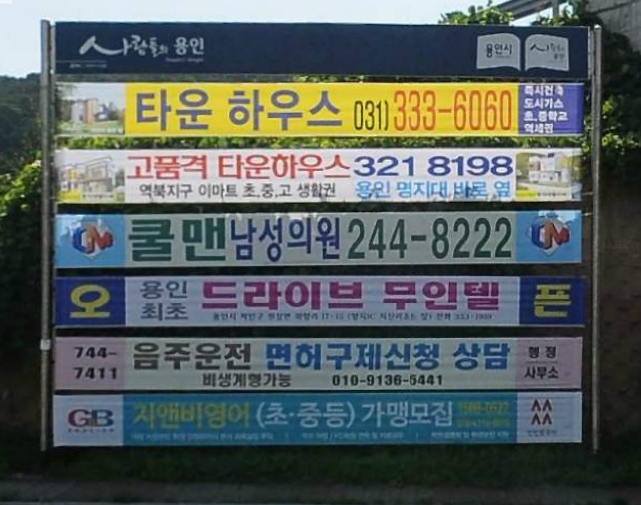 사람들의 용인
용인시
타운 하우스 031) 333-6060
즉시건축
도시가스
초,중학교
역세권
고품격 타운하우스 321 8198
역북지구 이마트 초,중,고 생활권 용인 명지대 바로 옆
쿨맨남성의원 244-8222
오 용인 최초 드라이브 무인텔 픈
744-7411 음주운전 면허구제신청 상담 행정 사무소
비생계형가능 010-9136-5441
GnB 지앤비영어 (초·중등) 가맹모집